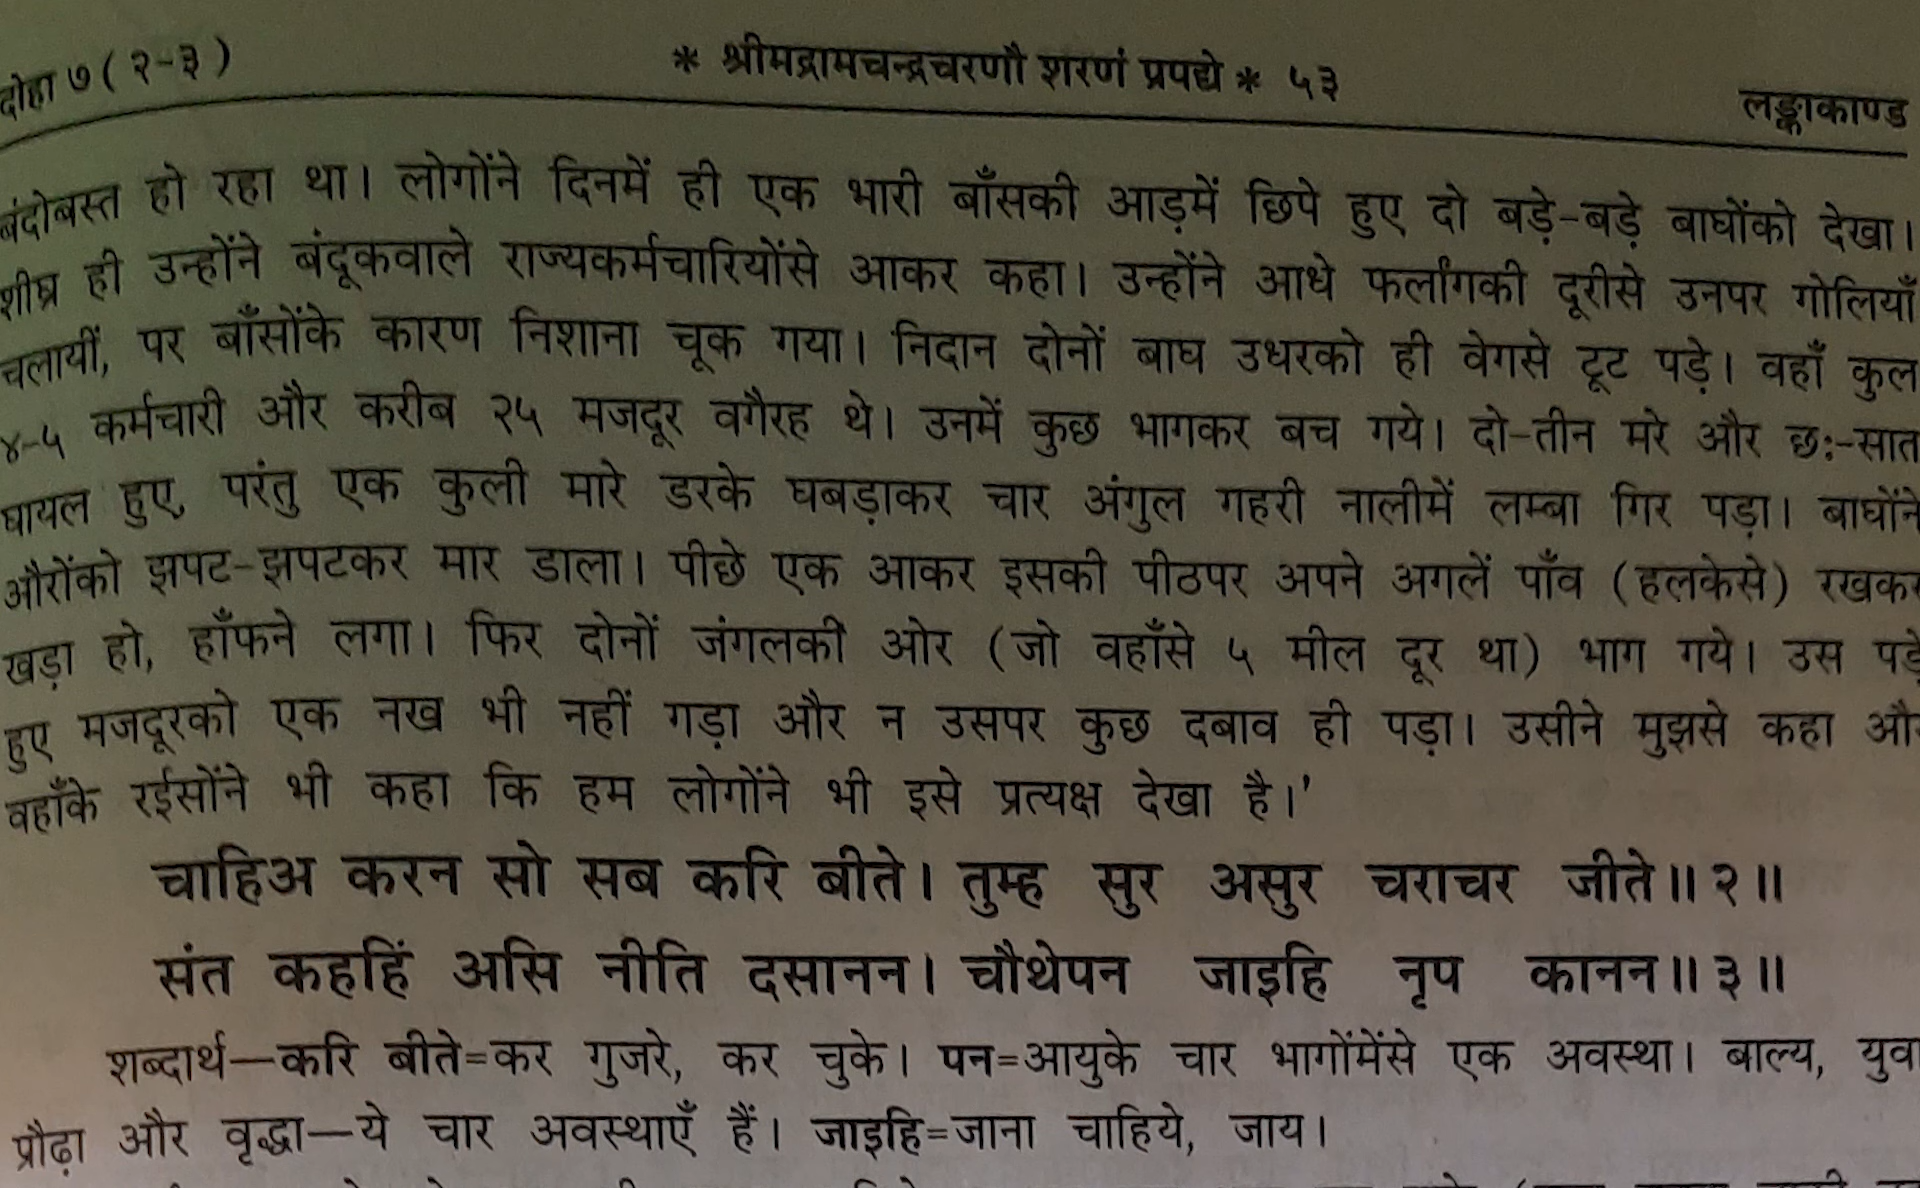 दोहा ७ ( २-३ ) * श्रीमद्रामचन्द्रचरणौ शरणं प्रपद्ये * ५३ लङ्काकाण्ड
बंदोबस्त हो रहा था। लोगोंने दिनमें ही एक भारी बाँसकी आड़में छिपे हुए दो बड़े-बड़े बाघोंको देखा।
शीघ्र ही उन्होंने बंदूकवाले राज्यकर्मचारियोंसे आकर कहा। उन्होंने आधे फर्लांगकी दूरीसे उनपर गोलियाँ
चलायीं, पर बाँसोंके कारण निशाना चूक गया। निदान दोनों बाघ उधरको ही वेगसे टूट पड़े। वहाँ कुल
४-५ कर्मचारी और करीब २५ मजदूर वगैरह थे। उनमें कुछ भागकर बच गये। दो-तीन मरे और छः-सात
घायल हुए, परंतु एक कुली मारे डरके घबड़ाकर चार अंगुल गहरी नालीमें लम्बा गिर पड़ा। बाघोंने
औरोंको झपट-झपटकर मार डाला। पीछे एक आकर इसकी पीठपर अपने अगलें पाँव (हलकेसे) रखकर
खड़ा हो, हाँफने लगा। फिर दोनों जंगलकी ओर (जो वहाँसे ५ मील दूर था) भाग गये। उस पड़े
हुए मजदूरको एक नख भी नहीं गड़ा और न उसपर कुछ दबाव ही पड़ा। उसीने मुझसे कहा और
वहाँके रईसोंने भी कहा कि हम लोगोंने भी इसे प्रत्यक्ष देखा है।'
चाहिअ करन सो सब करि बीते। तुम्ह सुर असुर चराचर जीते॥ २॥
संत कहहिं असि नीति दसानन। चौथेपन जाइहि नृप कानन॥ ३॥
शब्दार्थ—करि बीते=कर गुजरे, कर चुके। पन=आयुके चार भागोंमेंसे एक अवस्था। बाल्य, युवा
प्रौढ़ा और वृद्धा—ये चार अवस्थाएँ हैं। जाइहि=जाना चाहिये, जाय।